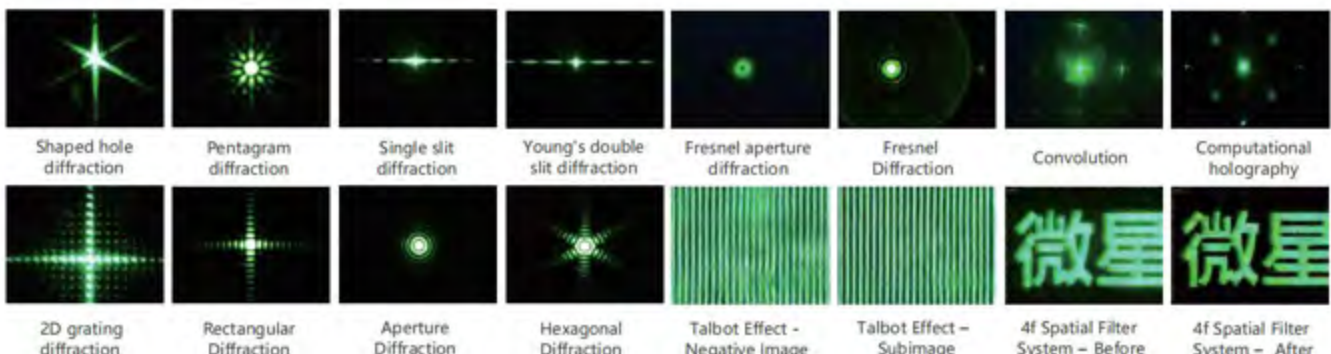 Shaped hole
diffraction
Pentagram
diffraction
Single slit
diffraction
Young's double
slit diffraction
Fresnel aperture
diffraction
Fresnel
Diffraction
Convolution
Computational
holography
微星
微星
2D grating
diffraction
Rectangular
Diffraction
Aperture
Diffraction
Hexagonal
Diffraction
Talbot Effect -
Negative Image
Talbot Effect –
Subimage
4f Spatial Filter
System – Before
4f Spatial Filter
System – After